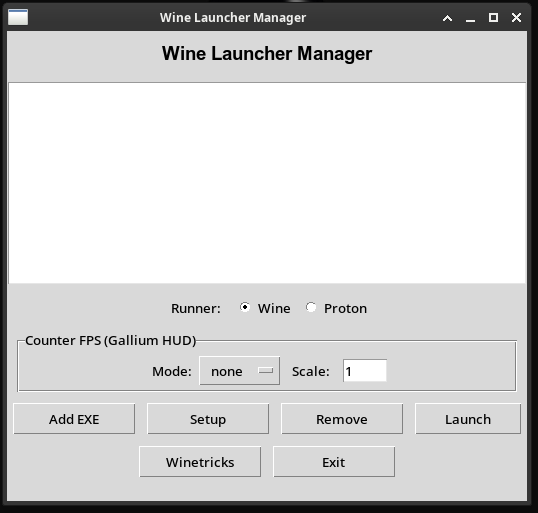 Wine Launcher Manager
Wine Launcher Manager
Runner: Wine Proton
Counter FPS (Gallium HUD)
Mode: none Scale: 1
Add EXE Setup Remove Launch
Winetricks Exit